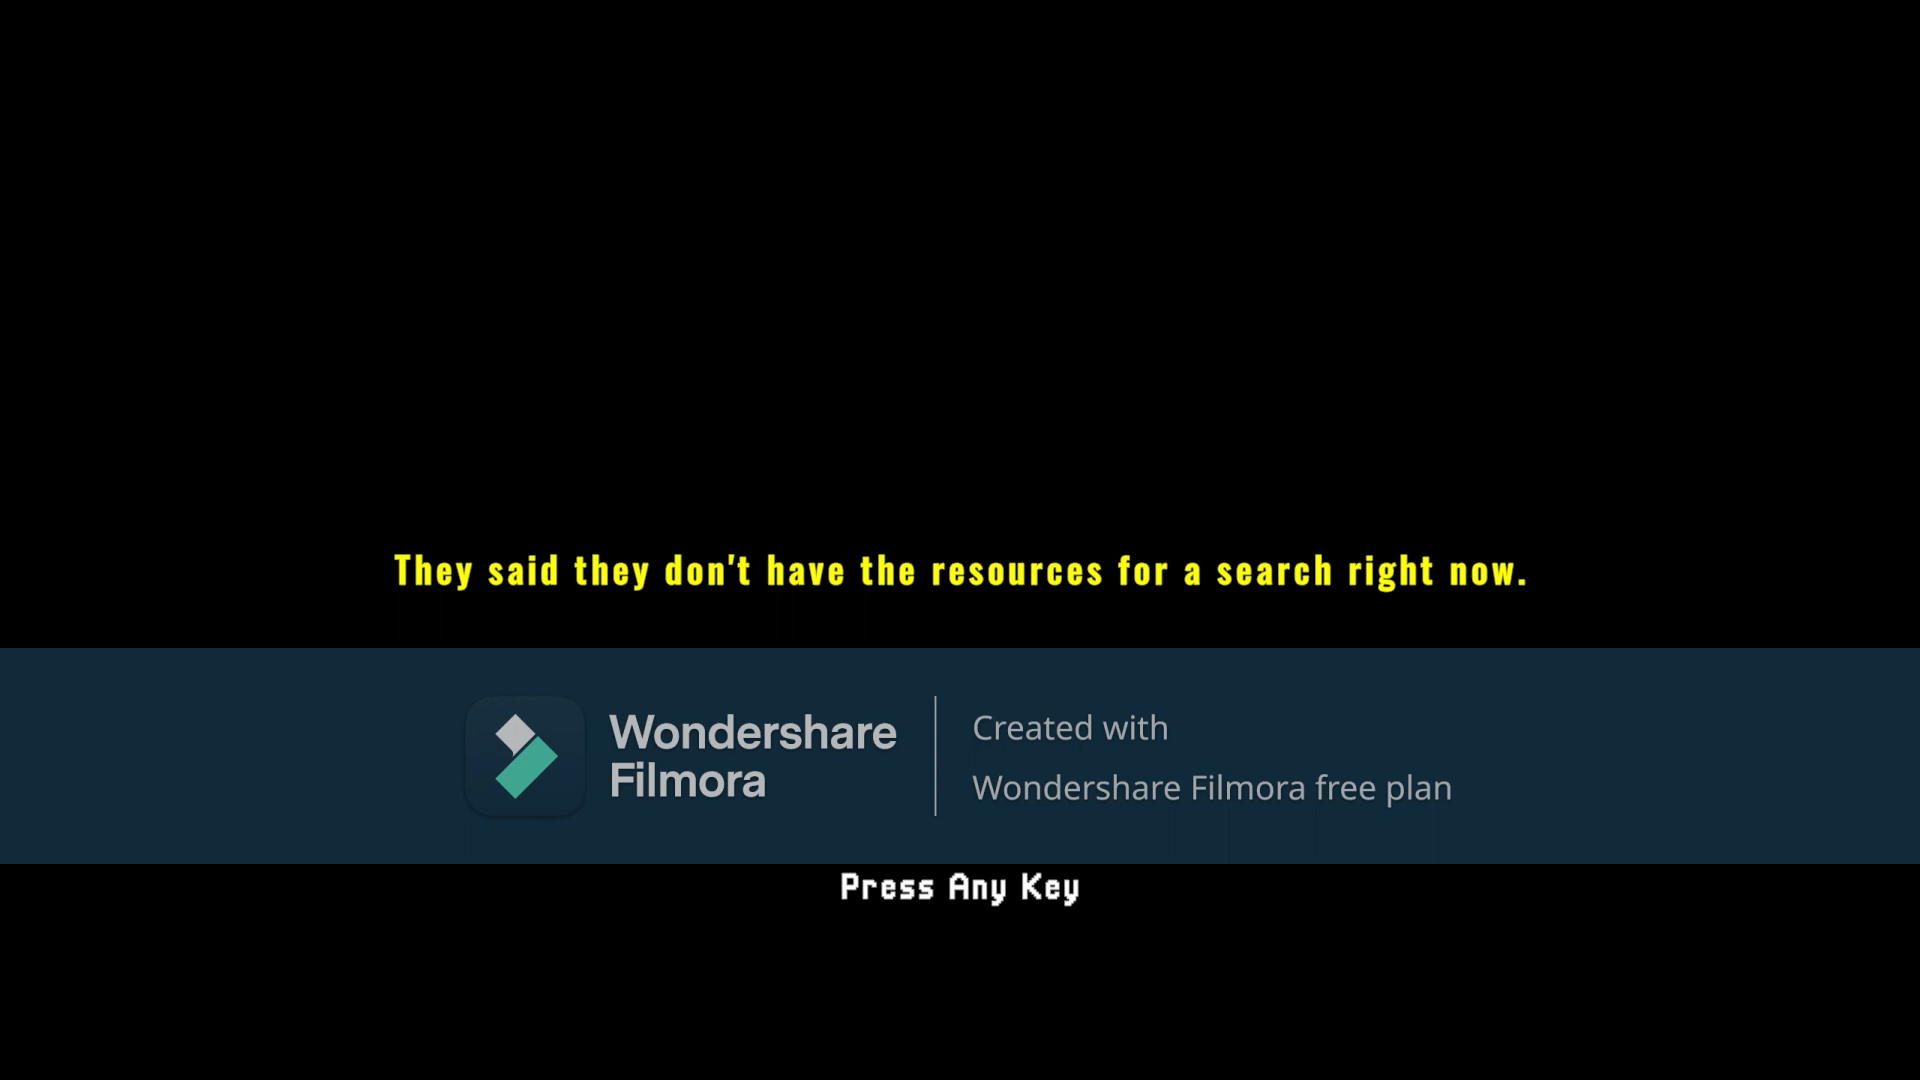 They said they don't have the resources for a search right now.
Wondershare
Filmora
Created with
Wondershare Filmora free plan
Press Any Key